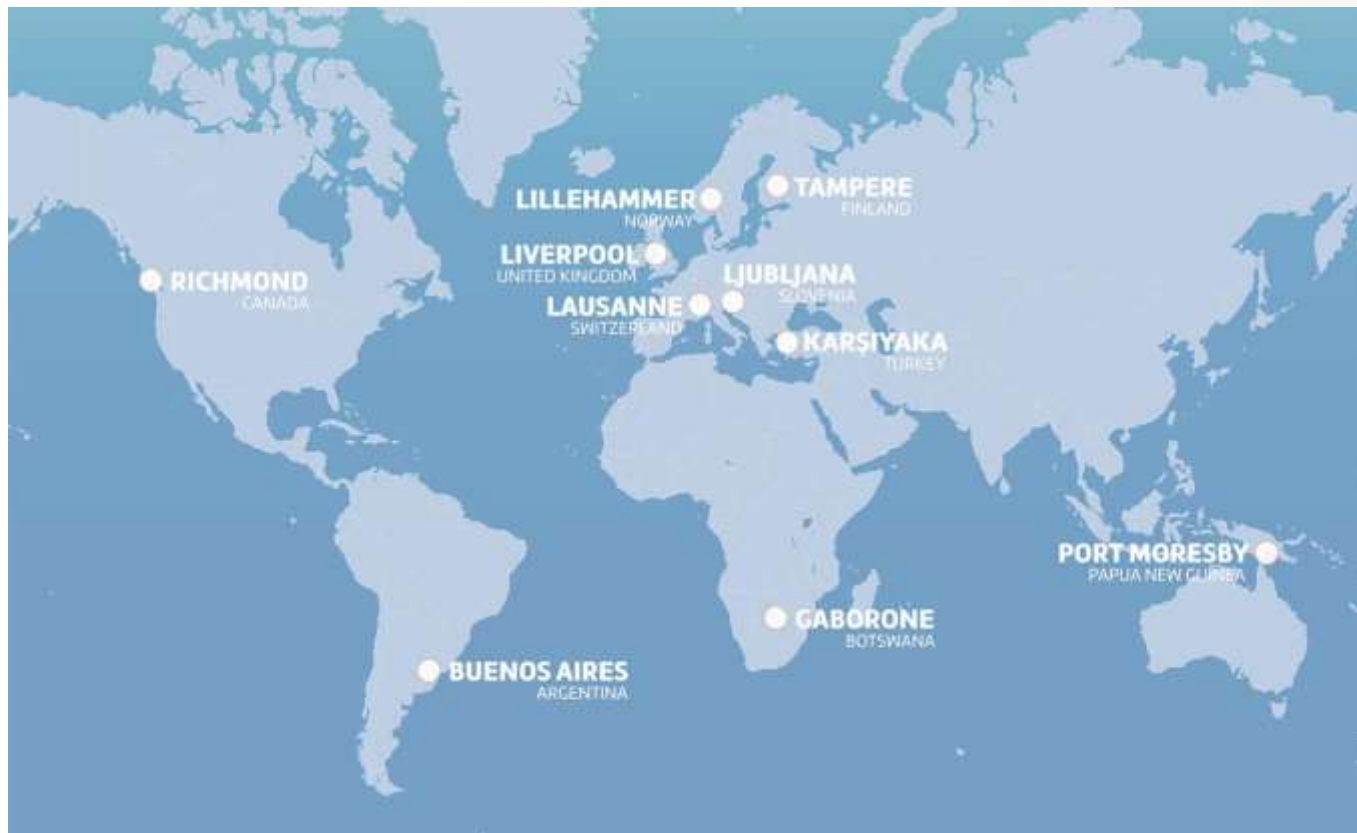 LILLEHAMMER
NORWAY
TAMPERE
FINLAND
LIVERPOOL
UNITED KINGDOM
LJUBLJANA
SLOVENIA
RICHMOND
CANADA
LAUSANNE
SWITZERLAND
KARSIYAKA
TURKEY
PORT MORESBY
PAPUA NEW GUINEA
GABORONE
BOTSWANA
BUENOS AIRES
ARGENTINA